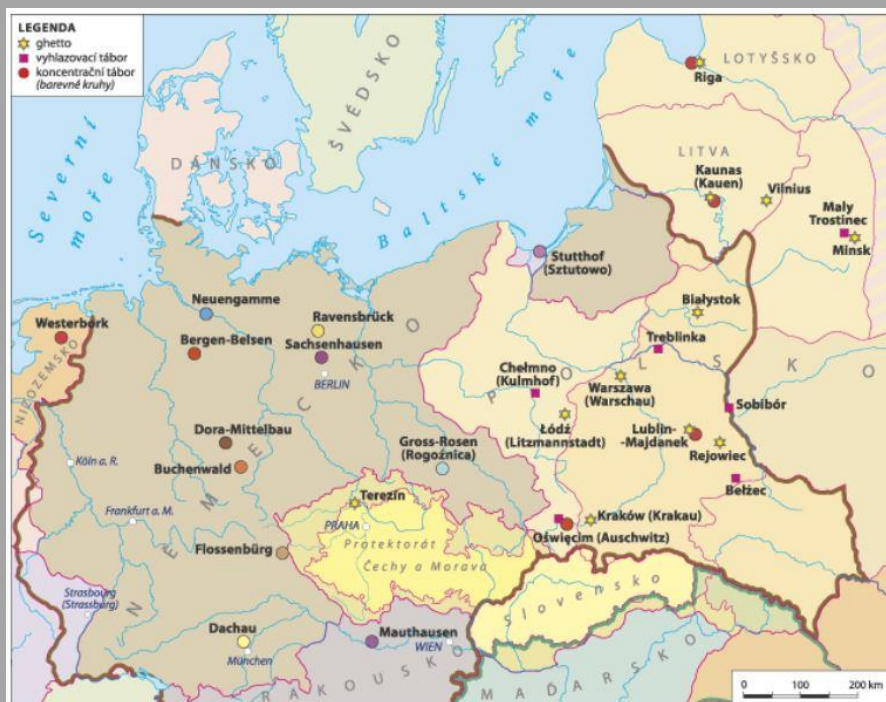 LEGENDA
ghetto
vyhlazovací tábor
koncentrační tábor
(barevné kruhy)
Severní
moře
DÁNSKO
ŠVÉDSKO
Baltské moře
LOTYŠSKO
Riga
LITVA
Kaunas
(Kauen)
Vilnius
Maly
Trostinec
Minsk
Stutthof
(Sztutowo)
Neuengamme
Ravensbrück
Westerbork
Bergen-Belsen
Sachsenhausen
BERLIN
NIZOZEMSKO
NĚMECKO
POLSKO
Białystok
Treblinka
Chełmno
(Kulmhof)
Warszawa
(Warschau)
Sobibór
Łódź
(Litzmannstadt)
Lublin-
-Majdanek
Rejowiec
Dora-Mittelbau
Gross-Rosen
(Rogoźnica)
Köln a. R.
Buchenwald
Bełżec
Terezín
Kraków (Krakau)
Frankfurt a. M.
PRAHA
Oświęcim (Auschwitz)
Protektorát
Čechy a Morava
Flossenbürg
Slovensko
Strasbourg
(Strassburg)
Dachau
Mauthausen
WIEN
München
RAKOUSKO
MAĎARSKO
0 100 200 km